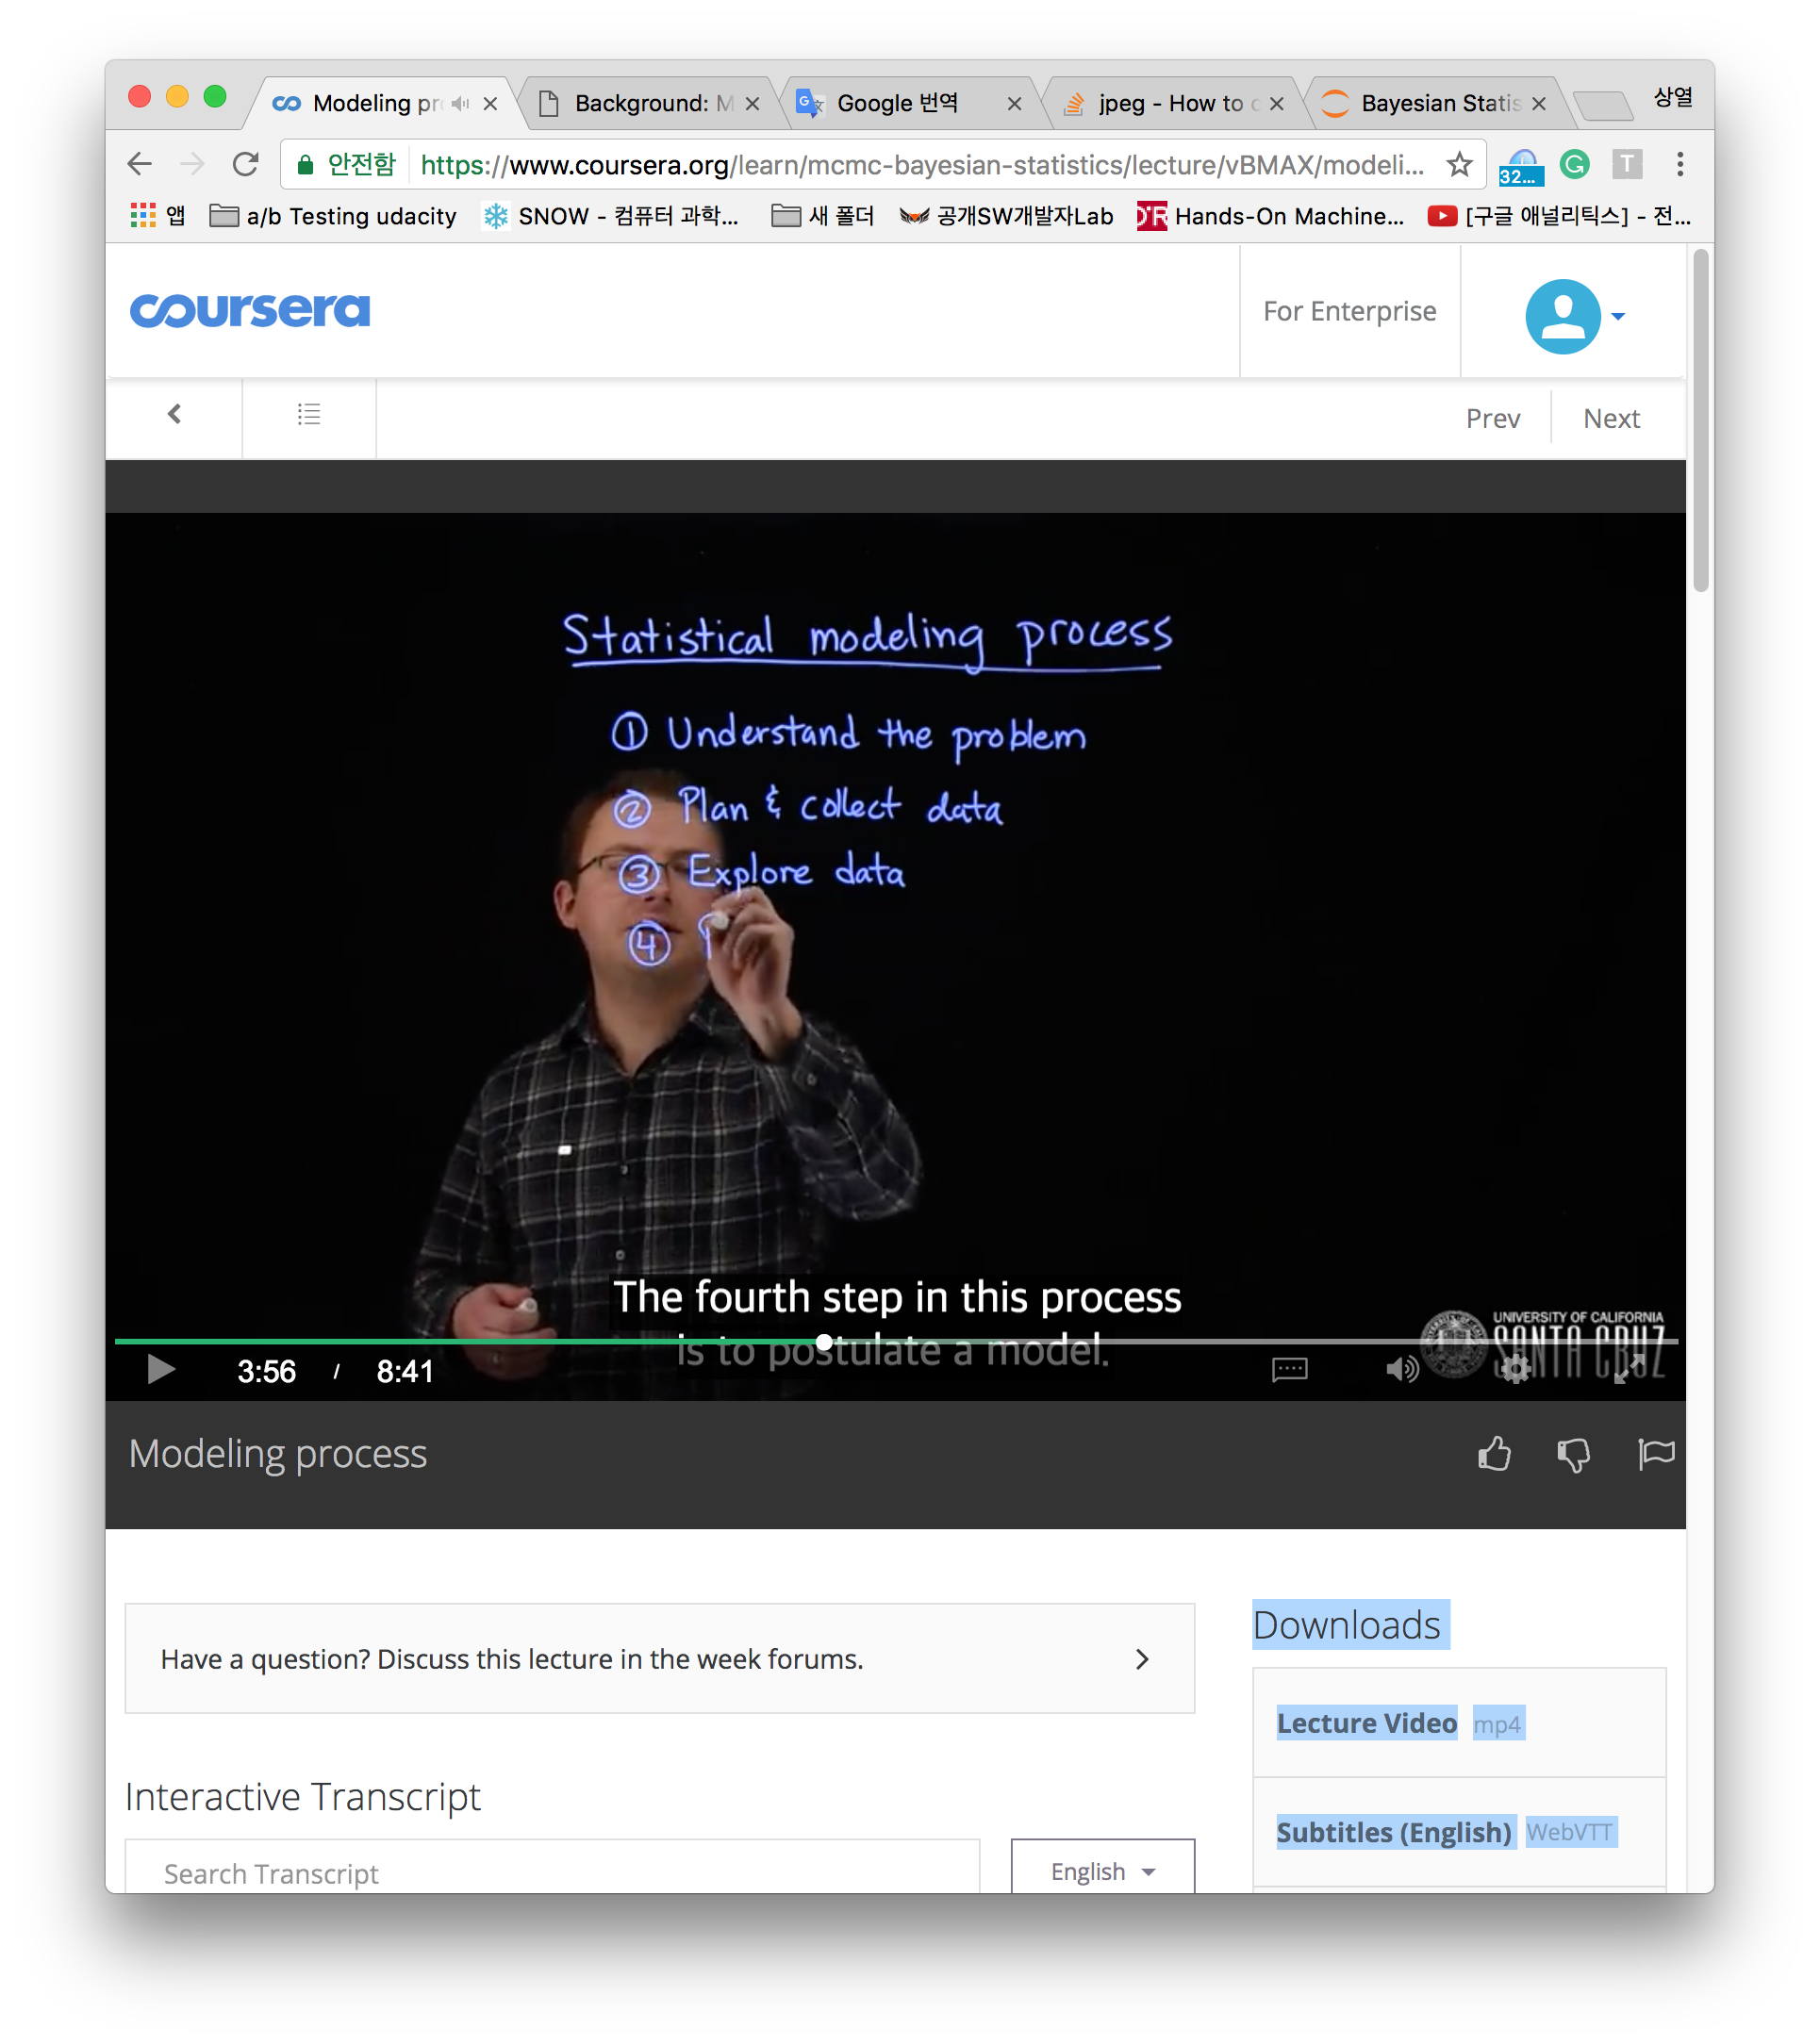 Modeling pr
Background: M
Google 번역
jpeg - How to
Bayesian Statis
상열
안전함
https://www.coursera.org/learn/mcmc-bayesian-statistics/lecture/vBMAX/modeli...
32...
T
앱
a/b Testing udacity
SNOW - 컴퓨터 과학...
새 폴더
공개SW개발자Lab
Hands-On Machine...
[구글 애널리틱스] - 전...
coursera
For Enterprise
Prev
Next
Statistical modeling process
① Understand the problem
② Plan & collect data
③ Explore data
④ P
The fourth step in this process
is to postulate a model.
UNIVERSITY OF CALIFORNIA
SANTA CRUZ
3:56 / 8:41
Modeling process
Have a question? Discuss this lecture in the week forums.
Downloads
Lecture Video mp4
Subtitles (English) WebVTT
Interactive Transcript
Search Transcript
English